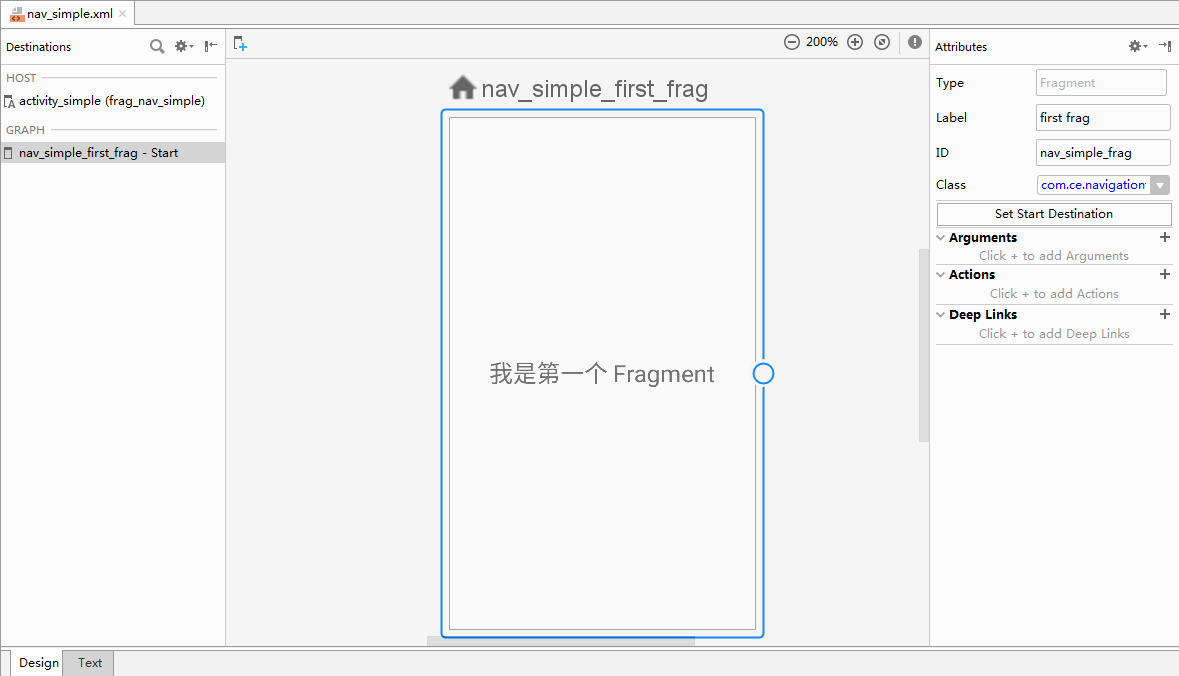 nav_simple.xml
Destinations
HOST
activity_simple (frag_nav_simple)
GRAPH
nav_simple_first_frag - Start
200%
nav_simple_first_frag
我是第一个 Fragment
Attributes
Type Fragment
Label first frag
ID nav_simple_frag
Class com.ce.navigation
Set Start Destination
Arguments
Click + to add Arguments
Actions
Click + to add Actions
Deep Links
Click + to add Deep Links
Design Text